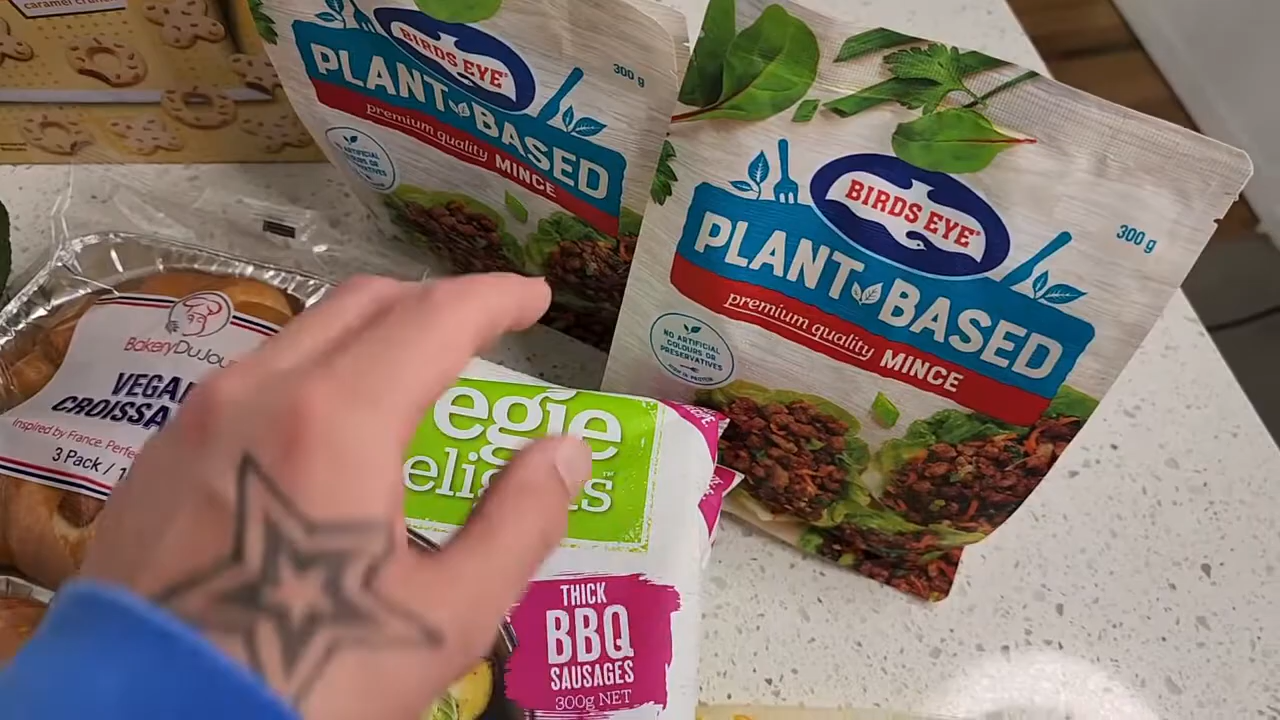 caramel crunch
BIRDS EYE
300 g
PLANT BASED
premium quality MINCE
NO ARTIFICIAL
COLOURS OR
BIRDS EYE
300 g
PLANT BASED
premium quality MINCE
NO ARTIFICIAL
COLOURS OR
PRESERVATIVES
BakeryDuJou
VEGA
CROISSA
Inspired by France. Perfe
3 Pack / 1
egie
eli s
THICK
BBQ
SAUSAGES
300g NET